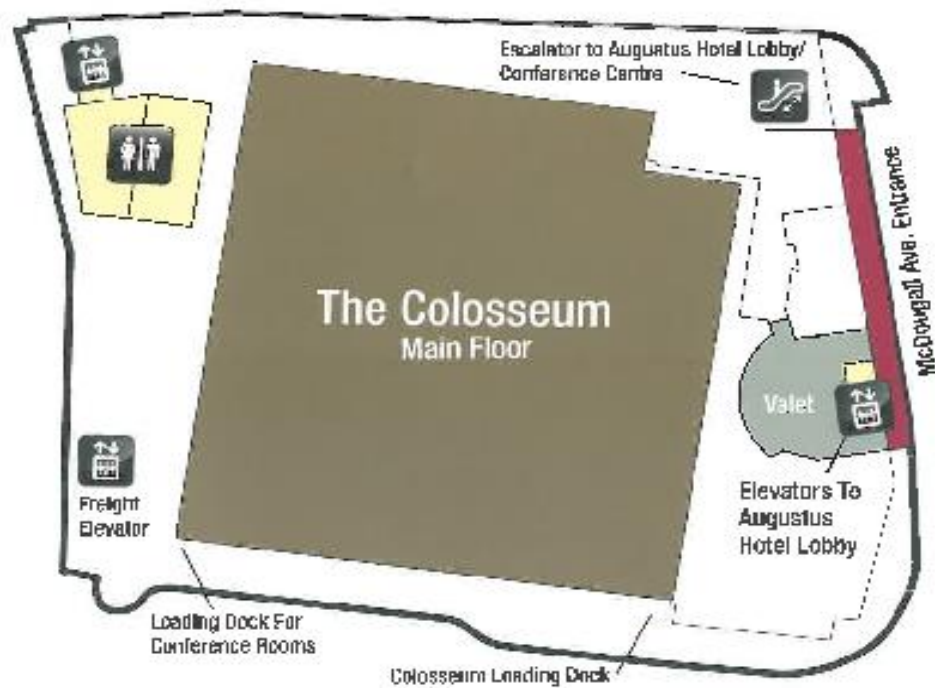 Escalator to Augustus Hotel Lobby/
Conference Centre
McDougall Ave. Entrance
The Colosseum
Main Floor
Valet
Freight
Elevator
Elevators To
Augustus
Hotel Lobby
Loading Dock For
Conference Rooms
Colosseum Loading Dock